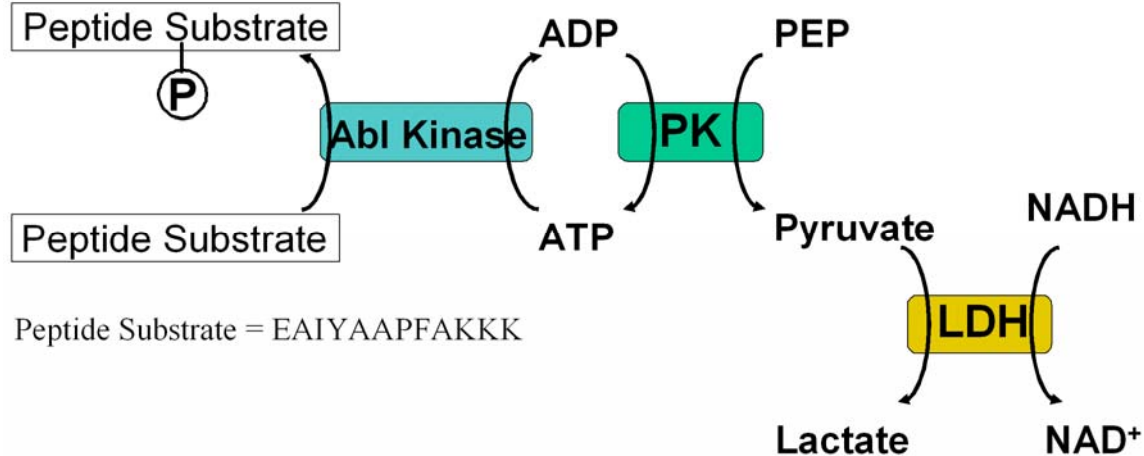 Peptide Substrate
P
ADP
PEP
Abl Kinase
PK
Peptide Substrate
ATP
Pyruvate
NADH
Peptide Substrate = EAIYAAPFAKKK
LDH
Lactate
NAD⁺